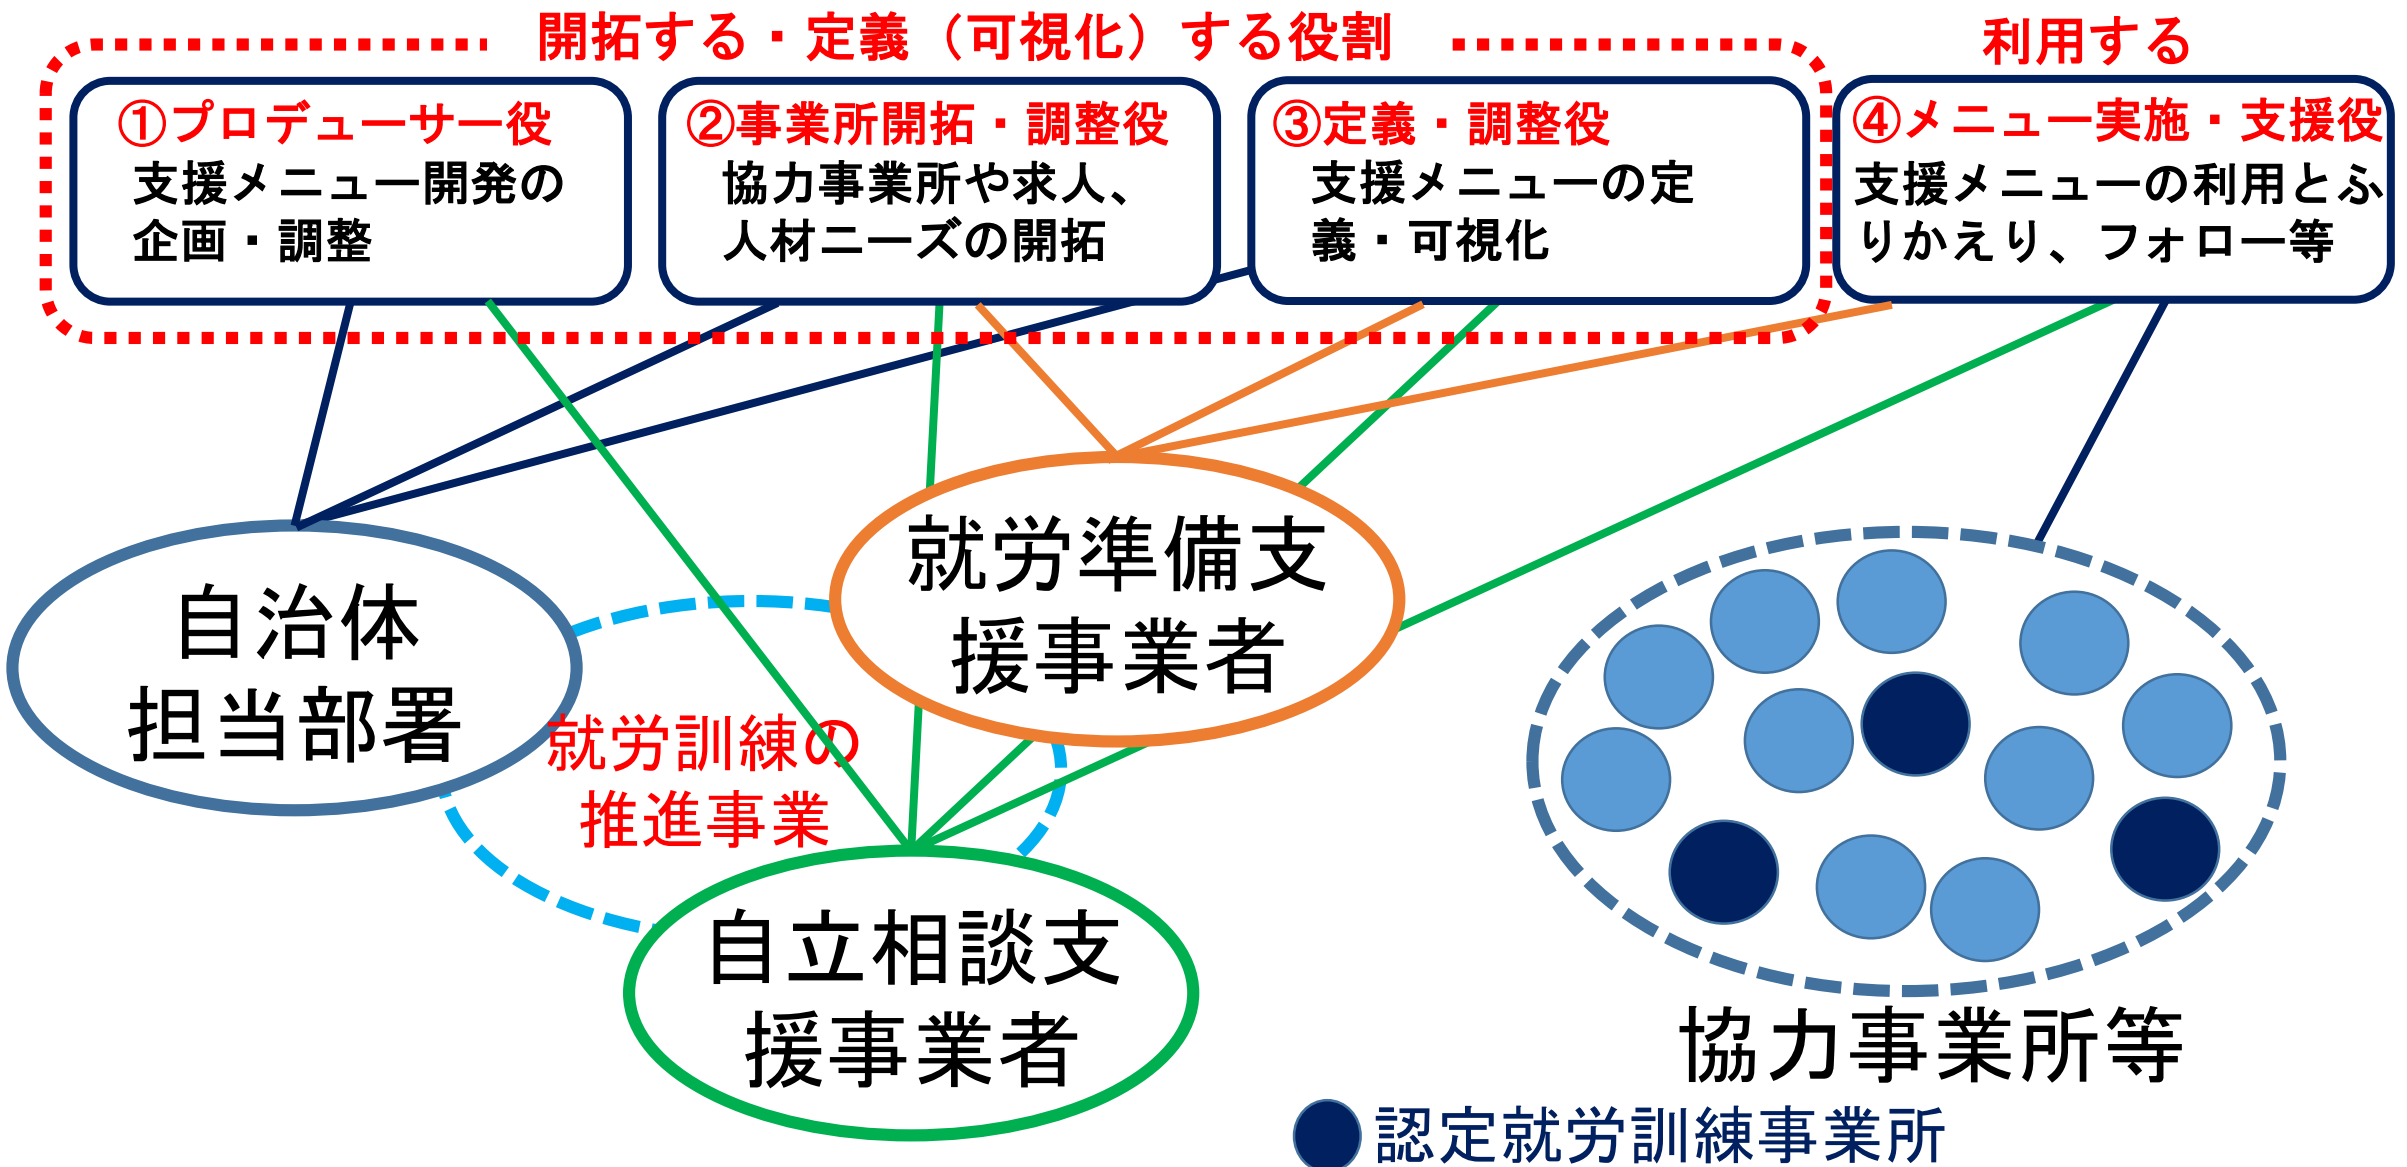 開拓する・定義（可視化）する役割
利用する
①プロデューサー役
支援メニュー開発の
企画・調整
②事業所開拓・調整役
協力事業所や求人、
人材ニーズの開拓
③定義・調整役
支援メニューの定
義・可視化
④メニュー実施・支援役
支援メニューの利用とふ
りかえり、フォロー等
自治体
担当部署
就労準備支
援事業者
就労訓練の
推進事業
自立相談支
援事業者
協力事業所等
認定就労訓練事業所